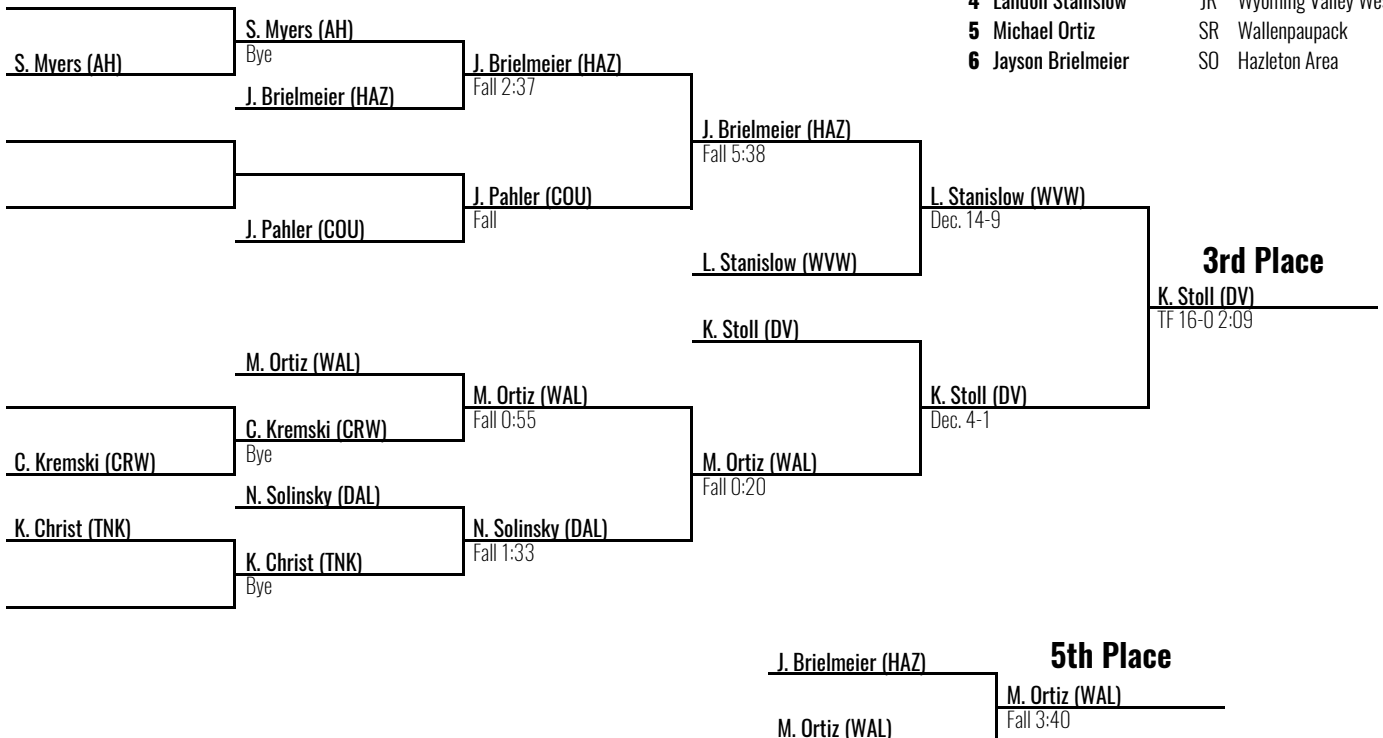 4 Landon Stanislow JR Wyoming Valley
5 Michael Ortiz SR Wallenpaupack
6 Jayson Brielmeier SO Hazleton Area
S. Myers (AH)
Bye
S. Myers (AH)
J. Brielmeier (HAZ)
J. Brielmeier (HAZ)
Fall 2:37
J. Brielmeier (HAZ)
Fall 5:38
J. Pahler (COU)
J. Pahler (COU)
Fall
L. Stanislow (WVW)
L. Stanislow (WVW)
Dec. 14-9
3rd Place
K. Stoll (DV)
TF 16-0 2:09
K. Stoll (DV)
K. Stoll (DV)
Dec. 4-1
M. Ortiz (WAL)
M. Ortiz (WAL)
Fall 0:55
C. Kremski (CRW)
C. Kremski (CRW)
Bye
M. Ortiz (WAL)
Fall 0:20
N. Solinsky (DAL)
K. Christ (TNK)
N. Solinsky (DAL)
Fall 1:33
K. Christ (TNK)
Bye
5th Place
J. Brielmeier (HAZ)
M. Ortiz (WAL)
Fall 3:40
M. Ortiz (WAL)